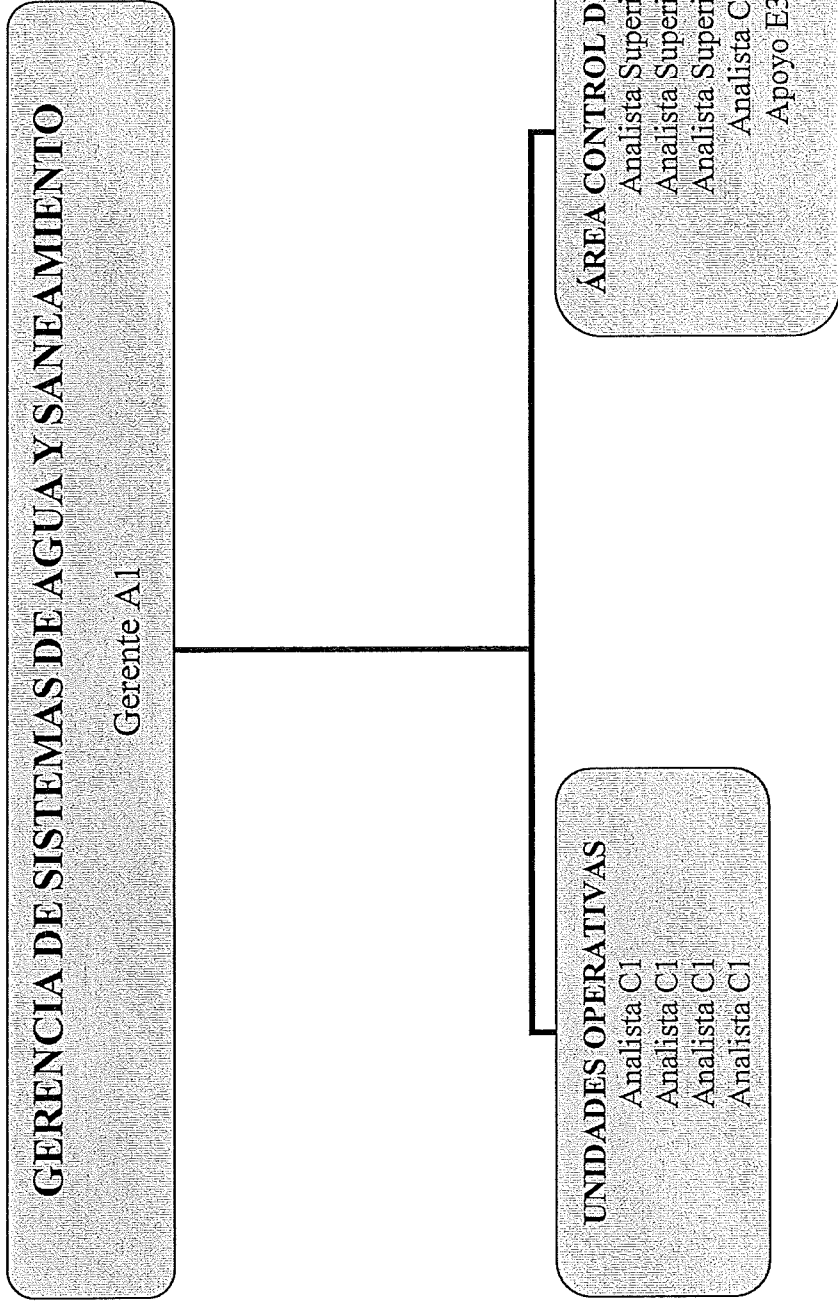 GERENCIA DE SISTEMAS DE AGUA Y SANEAMIENTO
Gerente A1
UNIDADES OPERATIVAS
Analista C1
Analista C1
Analista C1
Analista C1
ÁREA CONTROL D
Analista Superi
Analista Superi
Analista Superi
Analista C
Apoyo E3